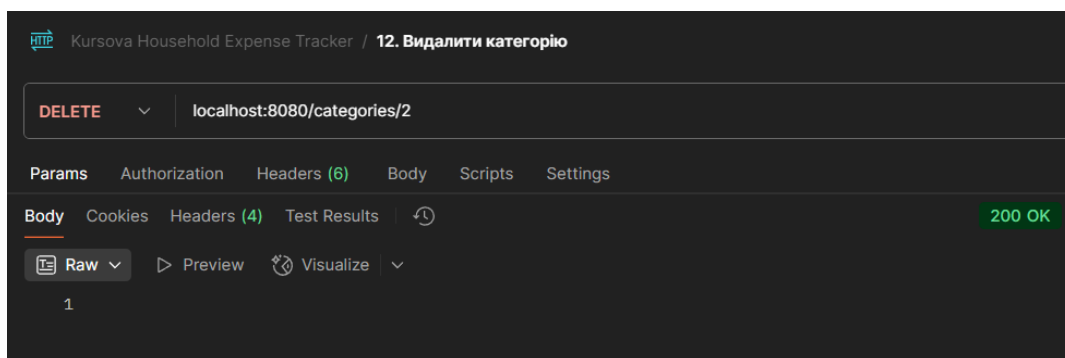 HTTP Kursova Household Expense Tracker / 12. Видалити категорію
DELETE localhost:8080/categories/2
Params Authorization Headers (6) Body Scripts Settings
Body Cookies Headers (4) Test Results 200 OK
Raw Preview Visualize
1